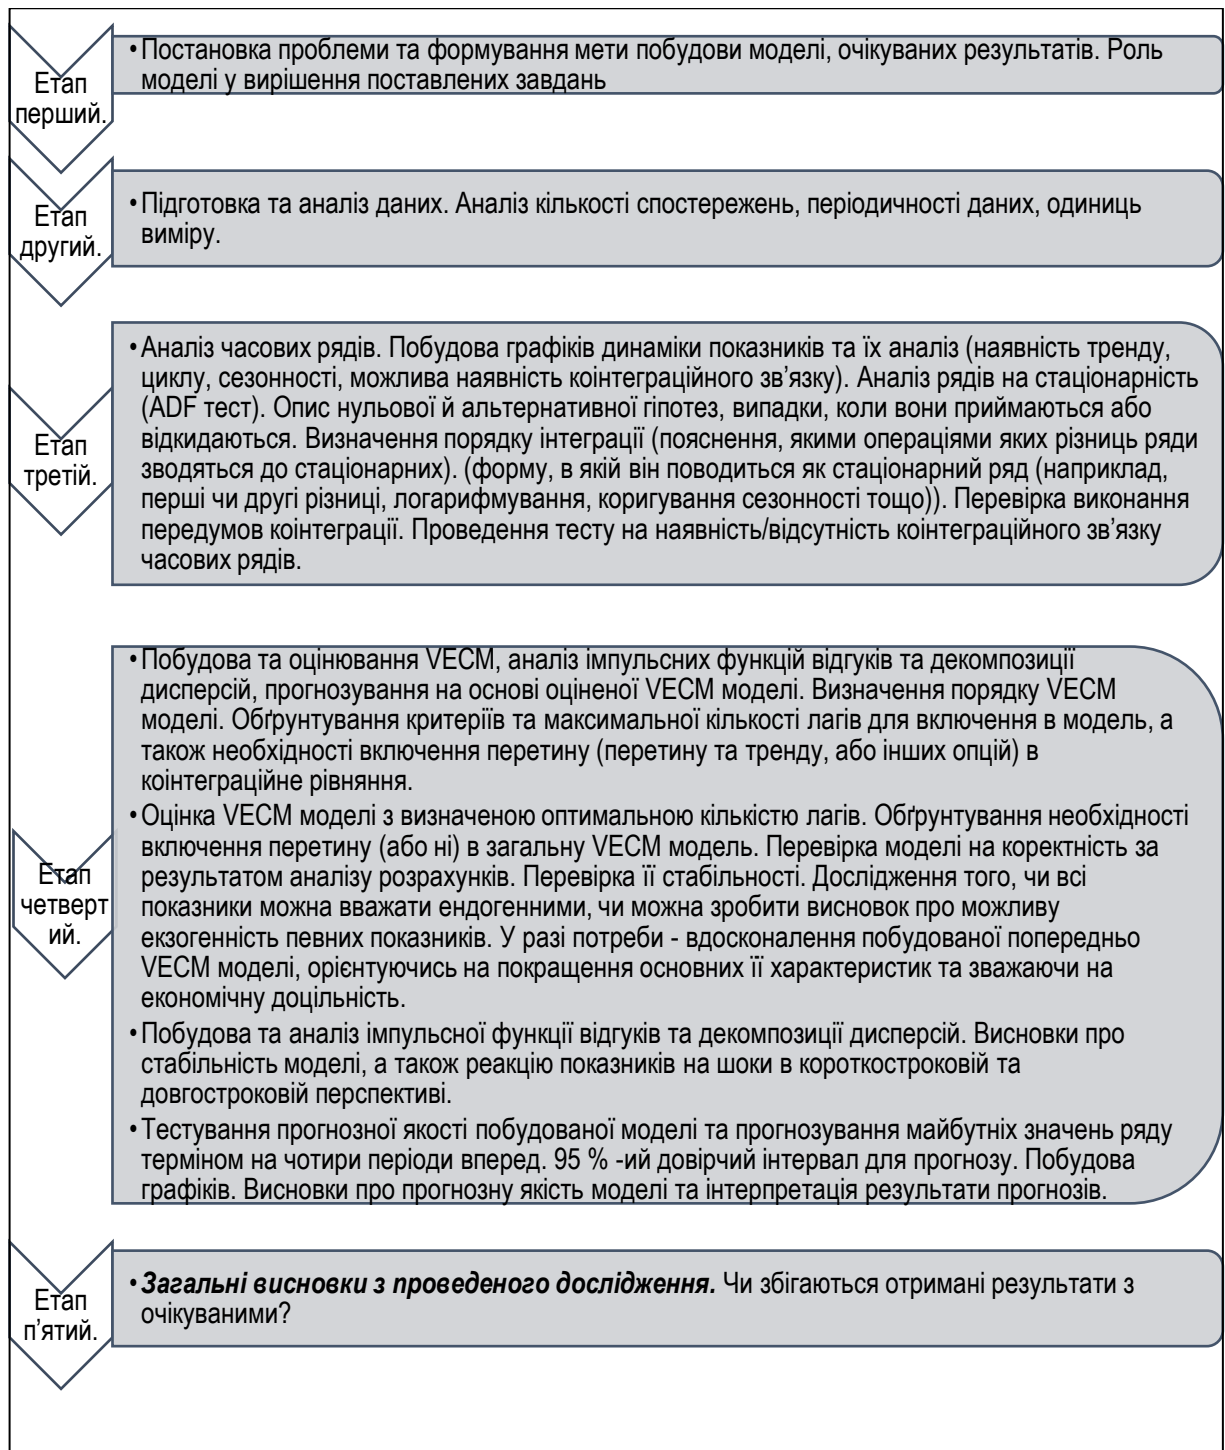 Етап
перший.
• Постановка проблеми та формування мети побудови моделі, очікуваних результатів. Роль
моделі у вирішення поставлених завдань
Етап
другий.
• Підготовка та аналіз даних. Аналіз кількості спостережень, періодичності даних, одиниць
виміру.
Етап
третій.
• Аналіз часових рядів. Побудова графіків динаміки показників та їх аналіз (наявність тренду,
циклу, сезонності, можлива наявність коінтеграційного зв’язку). Аналіз рядів на стаціонарність
(ADF тест). Опис нульової й альтернативної гіпотез, випадки, коли вони приймаються або
відкидаються. Визначення порядку інтеграції (пояснення, якими операціями яких різниць ряди
зводяться до стаціонарних). (форму, в якій він поводиться як стаціонарний ряд (наприклад,
перші чи другі різниці, логарифмування, коригування сезонності тощо)). Перевірка виконання
передумов коінтеграції. Проведення тесту на наявність/відсутність коінтеграційного зв’язку
часових рядів.
Етап
четверт
ий.
• Побудова та оцінювання VECM, аналіз імпульсних функцій відгуків та декомпозиції
дисперсій, прогнозування на основі оціненої VECM моделі. Визначення порядку VECM
моделі. Обґрунтування критеріїв та максимальної кількості лагів для включення в модель, а
також необхідності включення перетину (перетину та тренду, або інших опцій) в
коінтеграційне рівняння.
• Оцінка VECM моделі з визначеною оптимальною кількістю лагів. Обґрунтування необхідності
включення перетину (або ні) в загальну VECM модель. Перевірка моделі на коректність за
результатом аналізу розрахунків. Перевірка її стабільності. Дослідження того, чи всі
показники можна вважати ендогенними, чи можна зробити висновок про можливу
екзогенність певних показників. У разі потреби - вдосконалення побудованої попередньо
VECM моделі, орієнтуючись на покращення основних її характеристик та зважаючи на
економічну доцільність.
• Побудова та аналіз імпульсної функції відгуків та декомпозиції дисперсій. Висновки про
стабільність моделі, а також реакцію показників на шоки в короткостроковій та
довгостроковій перспективі.
• Тестування прогнозної якості побудованої моделі та прогнозування майбутніх значень ряду
терміном на чотири періоди вперед. 95 % -ий довірчий інтервал для прогнозу. Побудова
графіків. Висновки про прогнозну якість моделі та інтерпретація результати прогнозів.
Етап
п’ятий.
• Загальні висновки з проведеного дослідження. Чи збігаються отримані результати з
очікуваними?